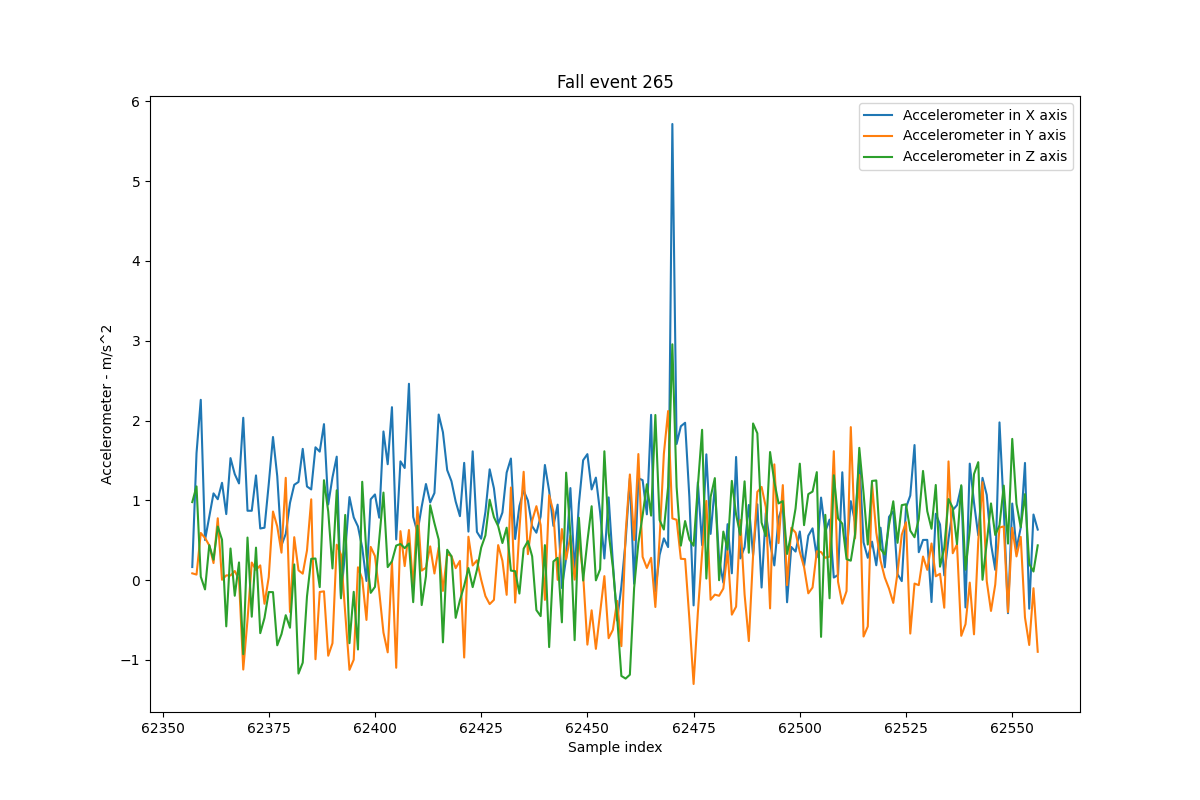 Fall event 265
Accelerometer in X axis
Accelerometer in Y axis
Accelerometer in Z axis
6
5
4
3
2
1
0
−1
Accelerometer - m/s^2
62350 62375 62400 62425 62450 62475 62500 62525 62550
Sample index